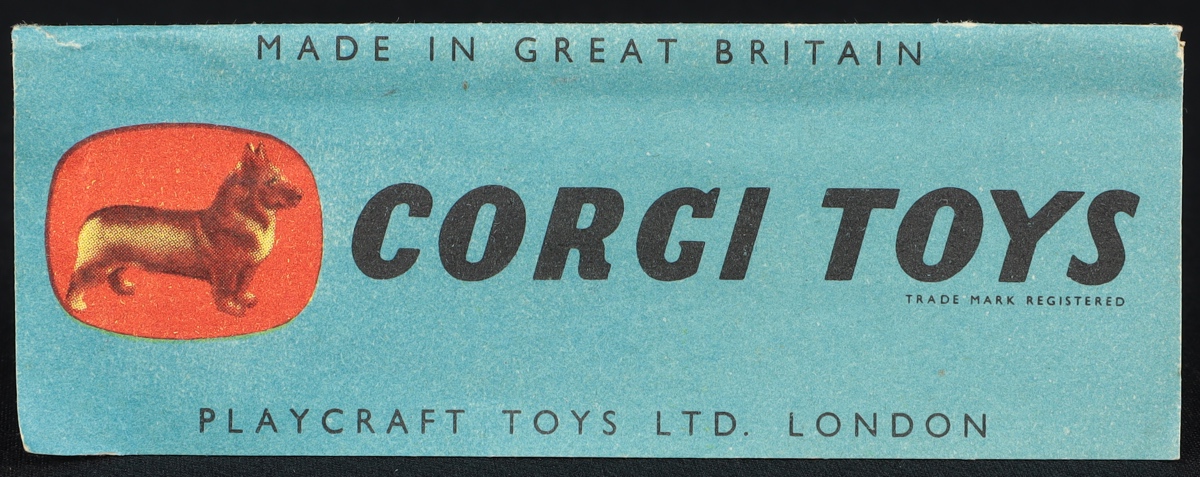 MADE IN GREAT BRITAIN
CORGI TOYS
TRADE MARK REGISTERED
PLAYCRAFT TOYS LTD. LONDON